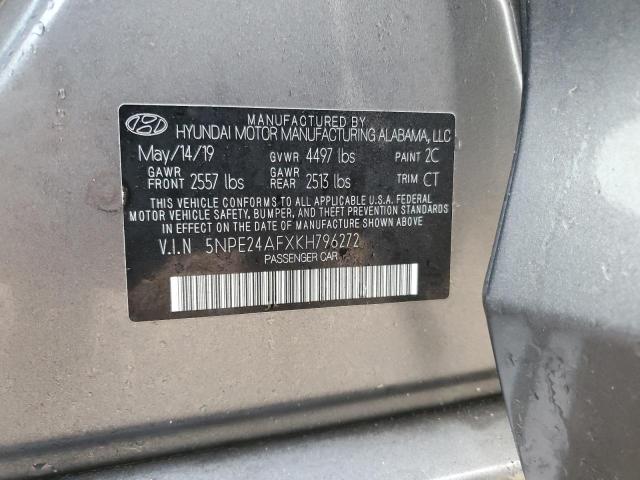 MANUFACTURED BY
HYUNDAI MOTOR MANUFACTURING ALABAMA, LLC
May/14/19 GVWR 4497 lbs PAINT 2C
GAWR FRONT 2557 lbs GAWR REAR 2513 lbs TRIM CT
THIS VEHICLE CONFORMS TO ALL APPLICABLE U.S.A. FEDERAL
MOTOR VEHICLE SAFETY, BUMPER, AND THEFT PREVENTION STANDARDS
IN EFFECT ON THE DATE OF MANUFACTURE SHOWN ABOVE
V.I.N 5NPE24AFXKH796272
PASSENGER CAR